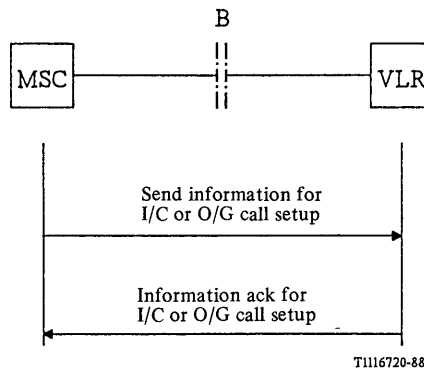 B
MSC
VLR
Send information for
I/C or O/G call setup
Information ack for
I/C or O/G call setup
T1116720-88